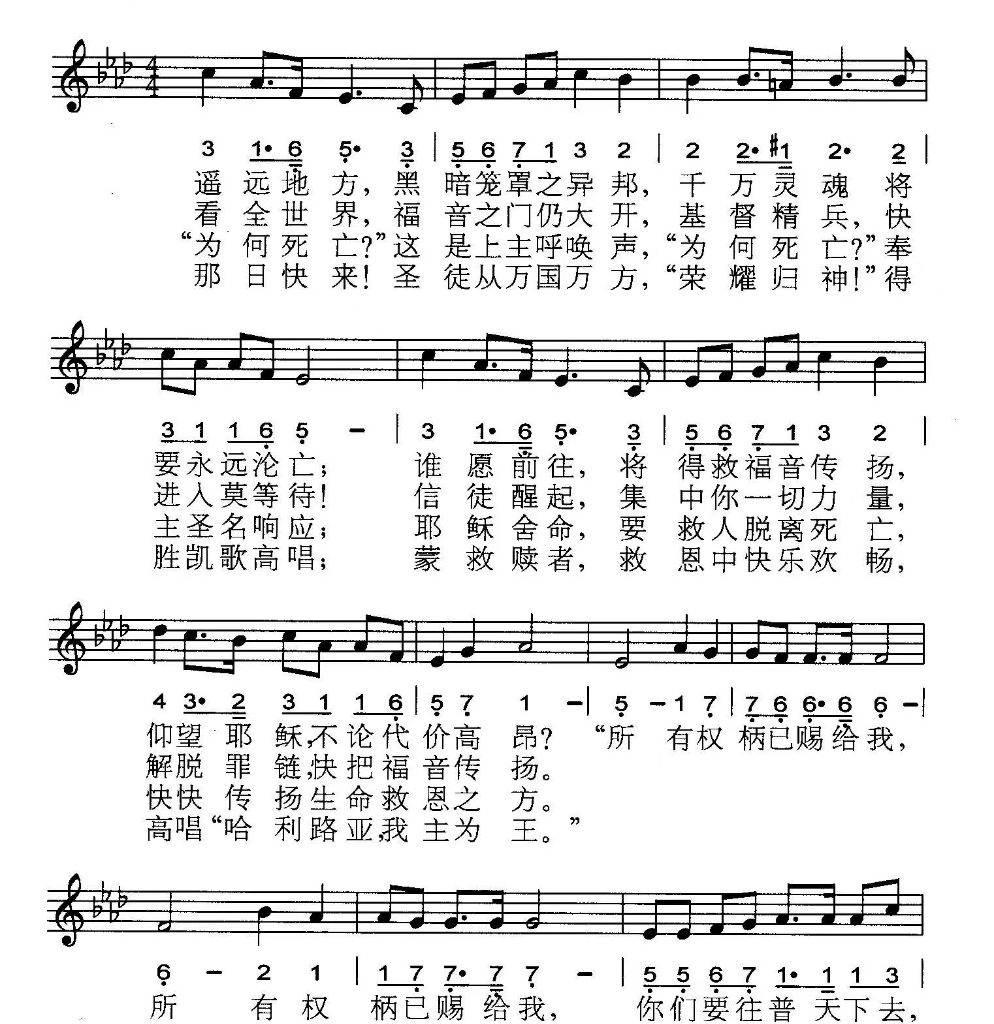 3 1• 6 5• 3 | 5 6 7 1 3 2 | 2 2• #1 2• 2 |
遥远地方，黑暗笼罩之异邦，千万灵魂将
看全世界，福音之门仍大开，基督精兵，快
“为何死亡？”这是上主呼唤声，“为何死亡？”奉
那日快来！圣徒从万国万方，“荣耀归神！”得
3 1 1 6 5 – | 3 1• 6 5• 3 | 5 6 7 1 3 2 |
要永远沦亡；谁愿前往，将得救福音传扬，
进入莫等待！信徒醒起，集中你一切力量，
主圣名响应；耶稣舍命，要救人脱离死亡，
胜凯歌高唱；蒙救赎者，救恩中快乐欢畅，
4 3• 2 3 1 1 6 | 5 7 1 – | 5 – 1 7 | 7 6 6• 6 6 – |
仰望耶稣，不论代价高昂？“所有权柄已赐给我，
解脱罪链，快把福音传扬。
快快传扬生命救恩之方。
高唱“哈利路亚，我主为王。”
6 – 2 1 | 1 7 7• 7 7 – | 5 5 6 7 1• 1 1 3 |
所有权柄已赐给我，你们要往普天下去，